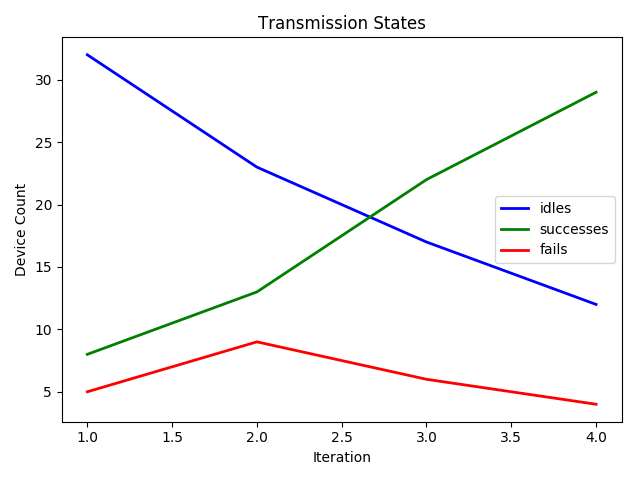 Transmission States
30
25
20
15
10
5
Device Count
idles
successes
fails
1.0 1.5 2.0 2.5 3.0 3.5 4.0
Iteration